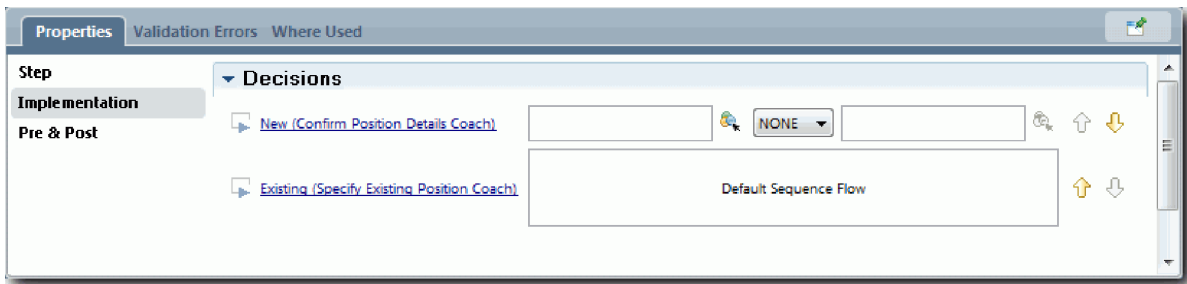 Properties Validation Errors Where Used
Step
Implementation
Pre & Post
Decisions
New (Confirm Position Details Coach) NONE
Existing (Specify Existing Position Coach) Default Sequence Flow